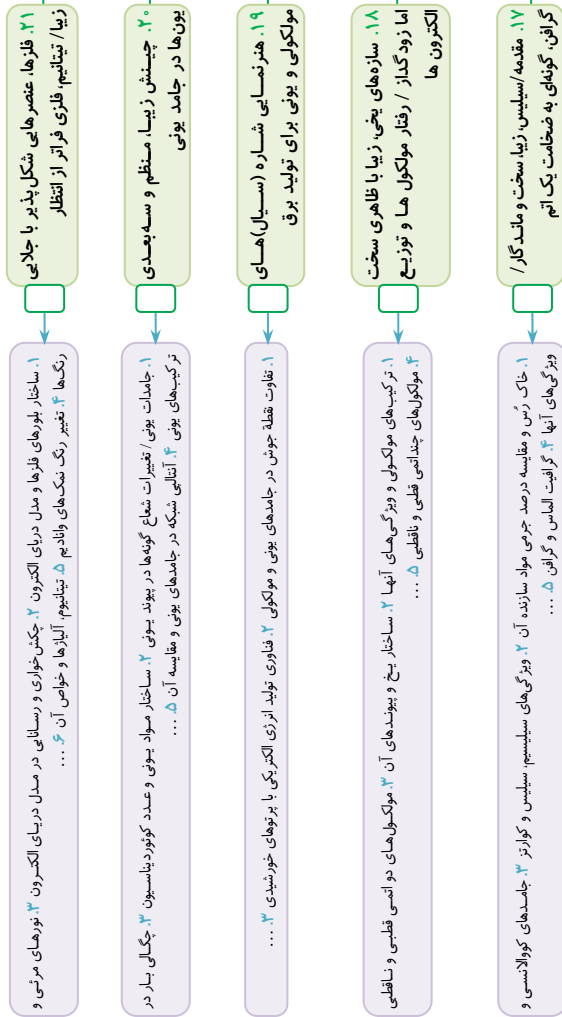 ۱۷. مقدمه/سیلیس، زیبا، سخت و ماندگار/
گرافن، گونه‌ای به ضخامت یک اتم
۱. خاک رُس و مقایسه درصد جرمی مواد سازنده آن ۲. ویژگی‌های سیلیسیم، سیلیس و کوارتز ۳. جامدهای کووالانسی و
ویژگی‌های آنها ۴. گرافیت الماس و گرافن ۵. ...
۱۸. سازه‌های یخی، زیبا با ظاهری سخت
اما زودگداز / رفتار مولکول ها و توزیع
الکترون ها
۱. ترکیب‌های مولکولی و ویژگی‌های آنها ۲. ساختار یخ و پیوندهای آن ۳. مولکول‌های دو اتمی قطبی و ناقطبی
۴. مولکول‌های چنداتمی قطبی و ناقطبی ۵. ...
۱۹. هنرنمایی شاره (سیال)های
مولکولی و یونی برای تولید برق
۱. تفاوت نقطهٔ جوش در جامدهای یونی و مولکولی ۲. فناوری تولید انرژی الکتریکی با پرتوهای خورشیدی ۳. ...
۲۰. چینش زیبا، منظم و سه‌بعدی
یون‌ها در جامد یونی
۱. جامدات یونی/ تغییرات شعاع گونه‌ها در پیوند یونی ۲. ساختار مواد یونی و عدد کوئوردیناسیون ۳. چگالی بار در
ترکیب‌های یونی ۴. آنتالپی شبکه در جامدهای یونی و مقایسه آن ۵. ...
۲۱. فلزها، عنصرهایی شکل‌پذیر با جلایی
زیبا/ تیتانیم، فلزی فراتر از انتظار
۱. ساختار بلورهای فلزها و مدل دریای الکترون ۲. چکش‌خواری و رسانایی در مدل دریای الکترون ۳. نورهای مرئی و
رنگ‌ها ۴. تغییر رنگ نمک‌های وانادیم ۵. تیتانیوم، آلیاژها و خواص آن ۶. ...